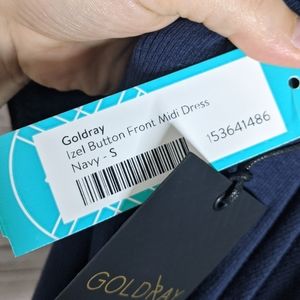 Goldray
Izel Button Front Midi Dress
Navy - S
153641486
GOLDRAY